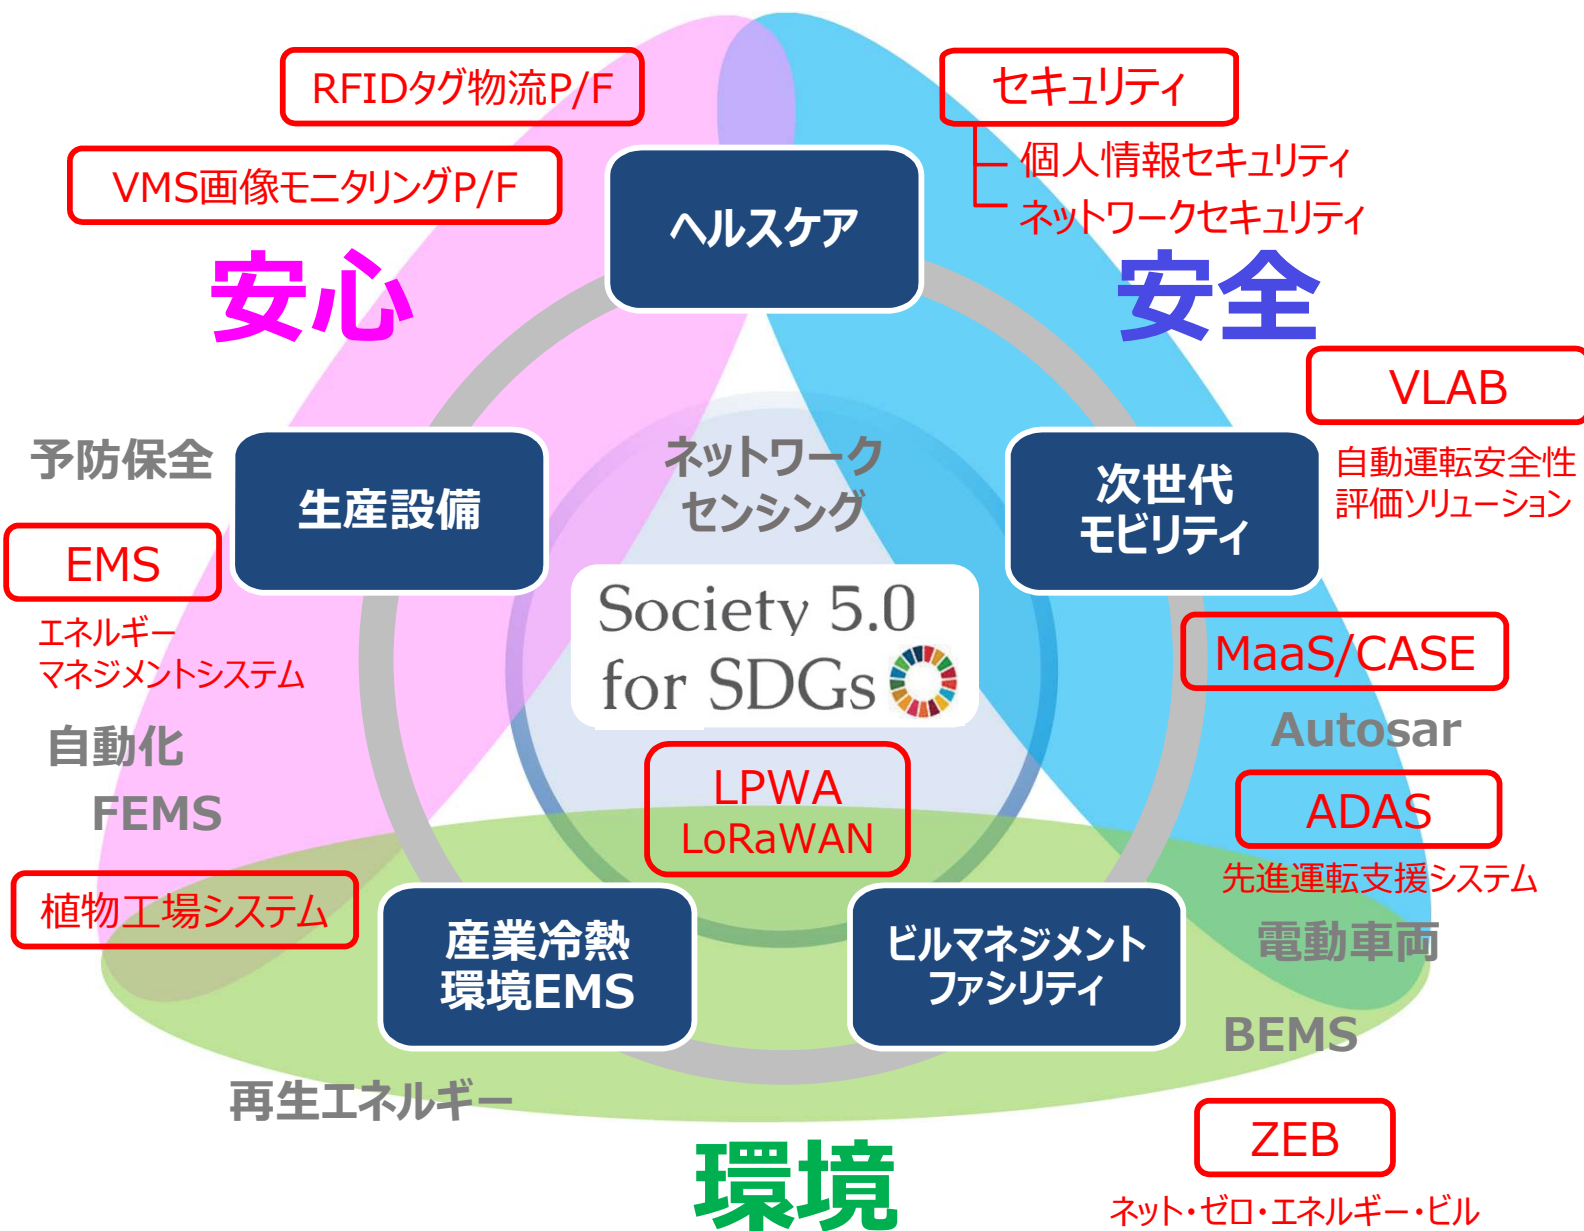 RFIDタグ物流P/F
セキュリティ
個人情報セキュリティ
ネットワークセキュリティ
VMS画像モニタリングP/F
ヘルスケア
安心
安全
VLAB
自動運転安全性
評価ソリューション
予防保全
生産設備
ネットワーク
センシング
次世代
モビリティ
EMS
エネルギー
マネジメントシステム
Society 5.0
for SDGs
MaaS/CASE
自動化
Autosar
FEMS
LPWA
LoRaWAN
ADAS
先進運転支援システム
植物工場システム
産業冷熱
環境EMS
ビルマネジメント
ファシリティ
電動車両
BEMS
再生エネルギー
環境
ZEB
ネット・ゼロ・エネルギー・ビル